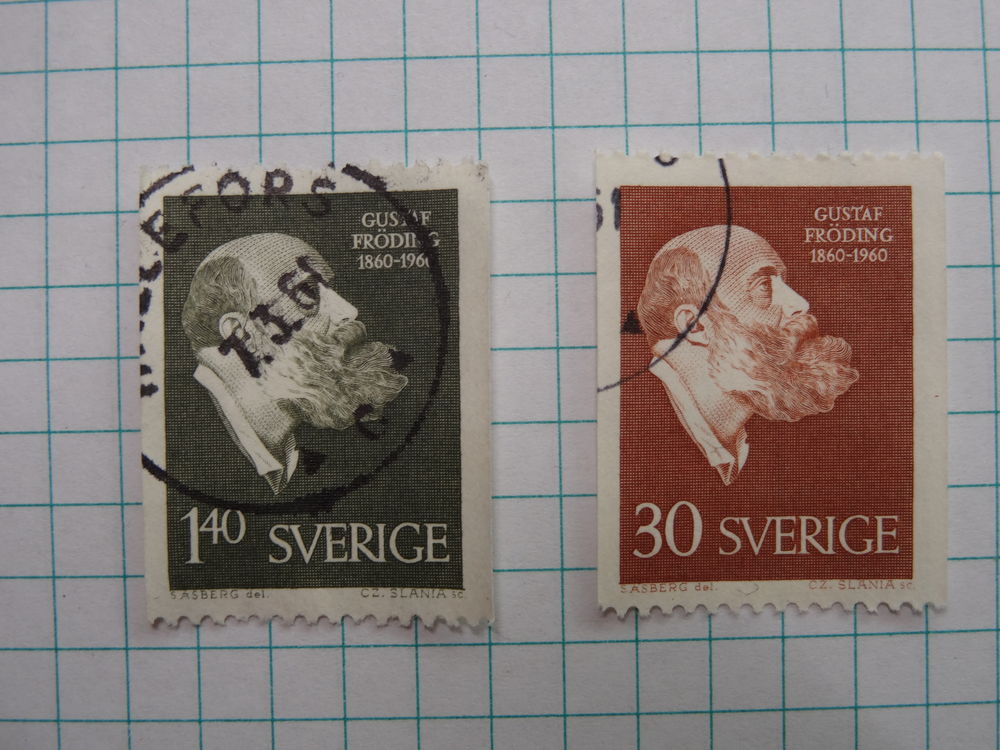 GUSTAF
FRÖDING
1860-1960
1 40 SVERIGE
S ASBERG del. CZ. SLANIA sc.
GUSTAF
FRÖDING
1860-1960
30 SVERIGE
S ASBERG del. CZ. SLANIA sc.